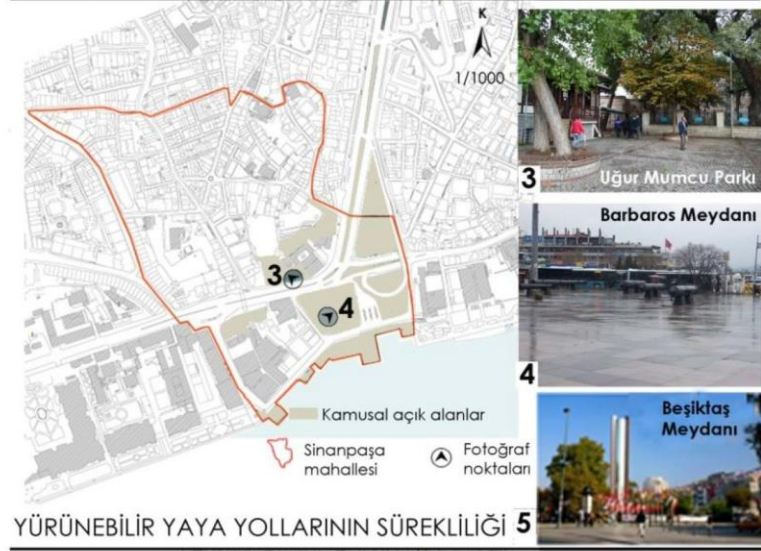 K
1/1000
3
Uğur Mumcu Parkı
Barbaros Meydanı
3
4
4
Kamusal açık alanlar
Sinanpaşa
mahallesi
Fotoğraf
noktaları
Beşiktaş
Meydanı
YÜRÜNEBİLİR YAYA YOLLARININ SÜREKLİLİĞİ
5